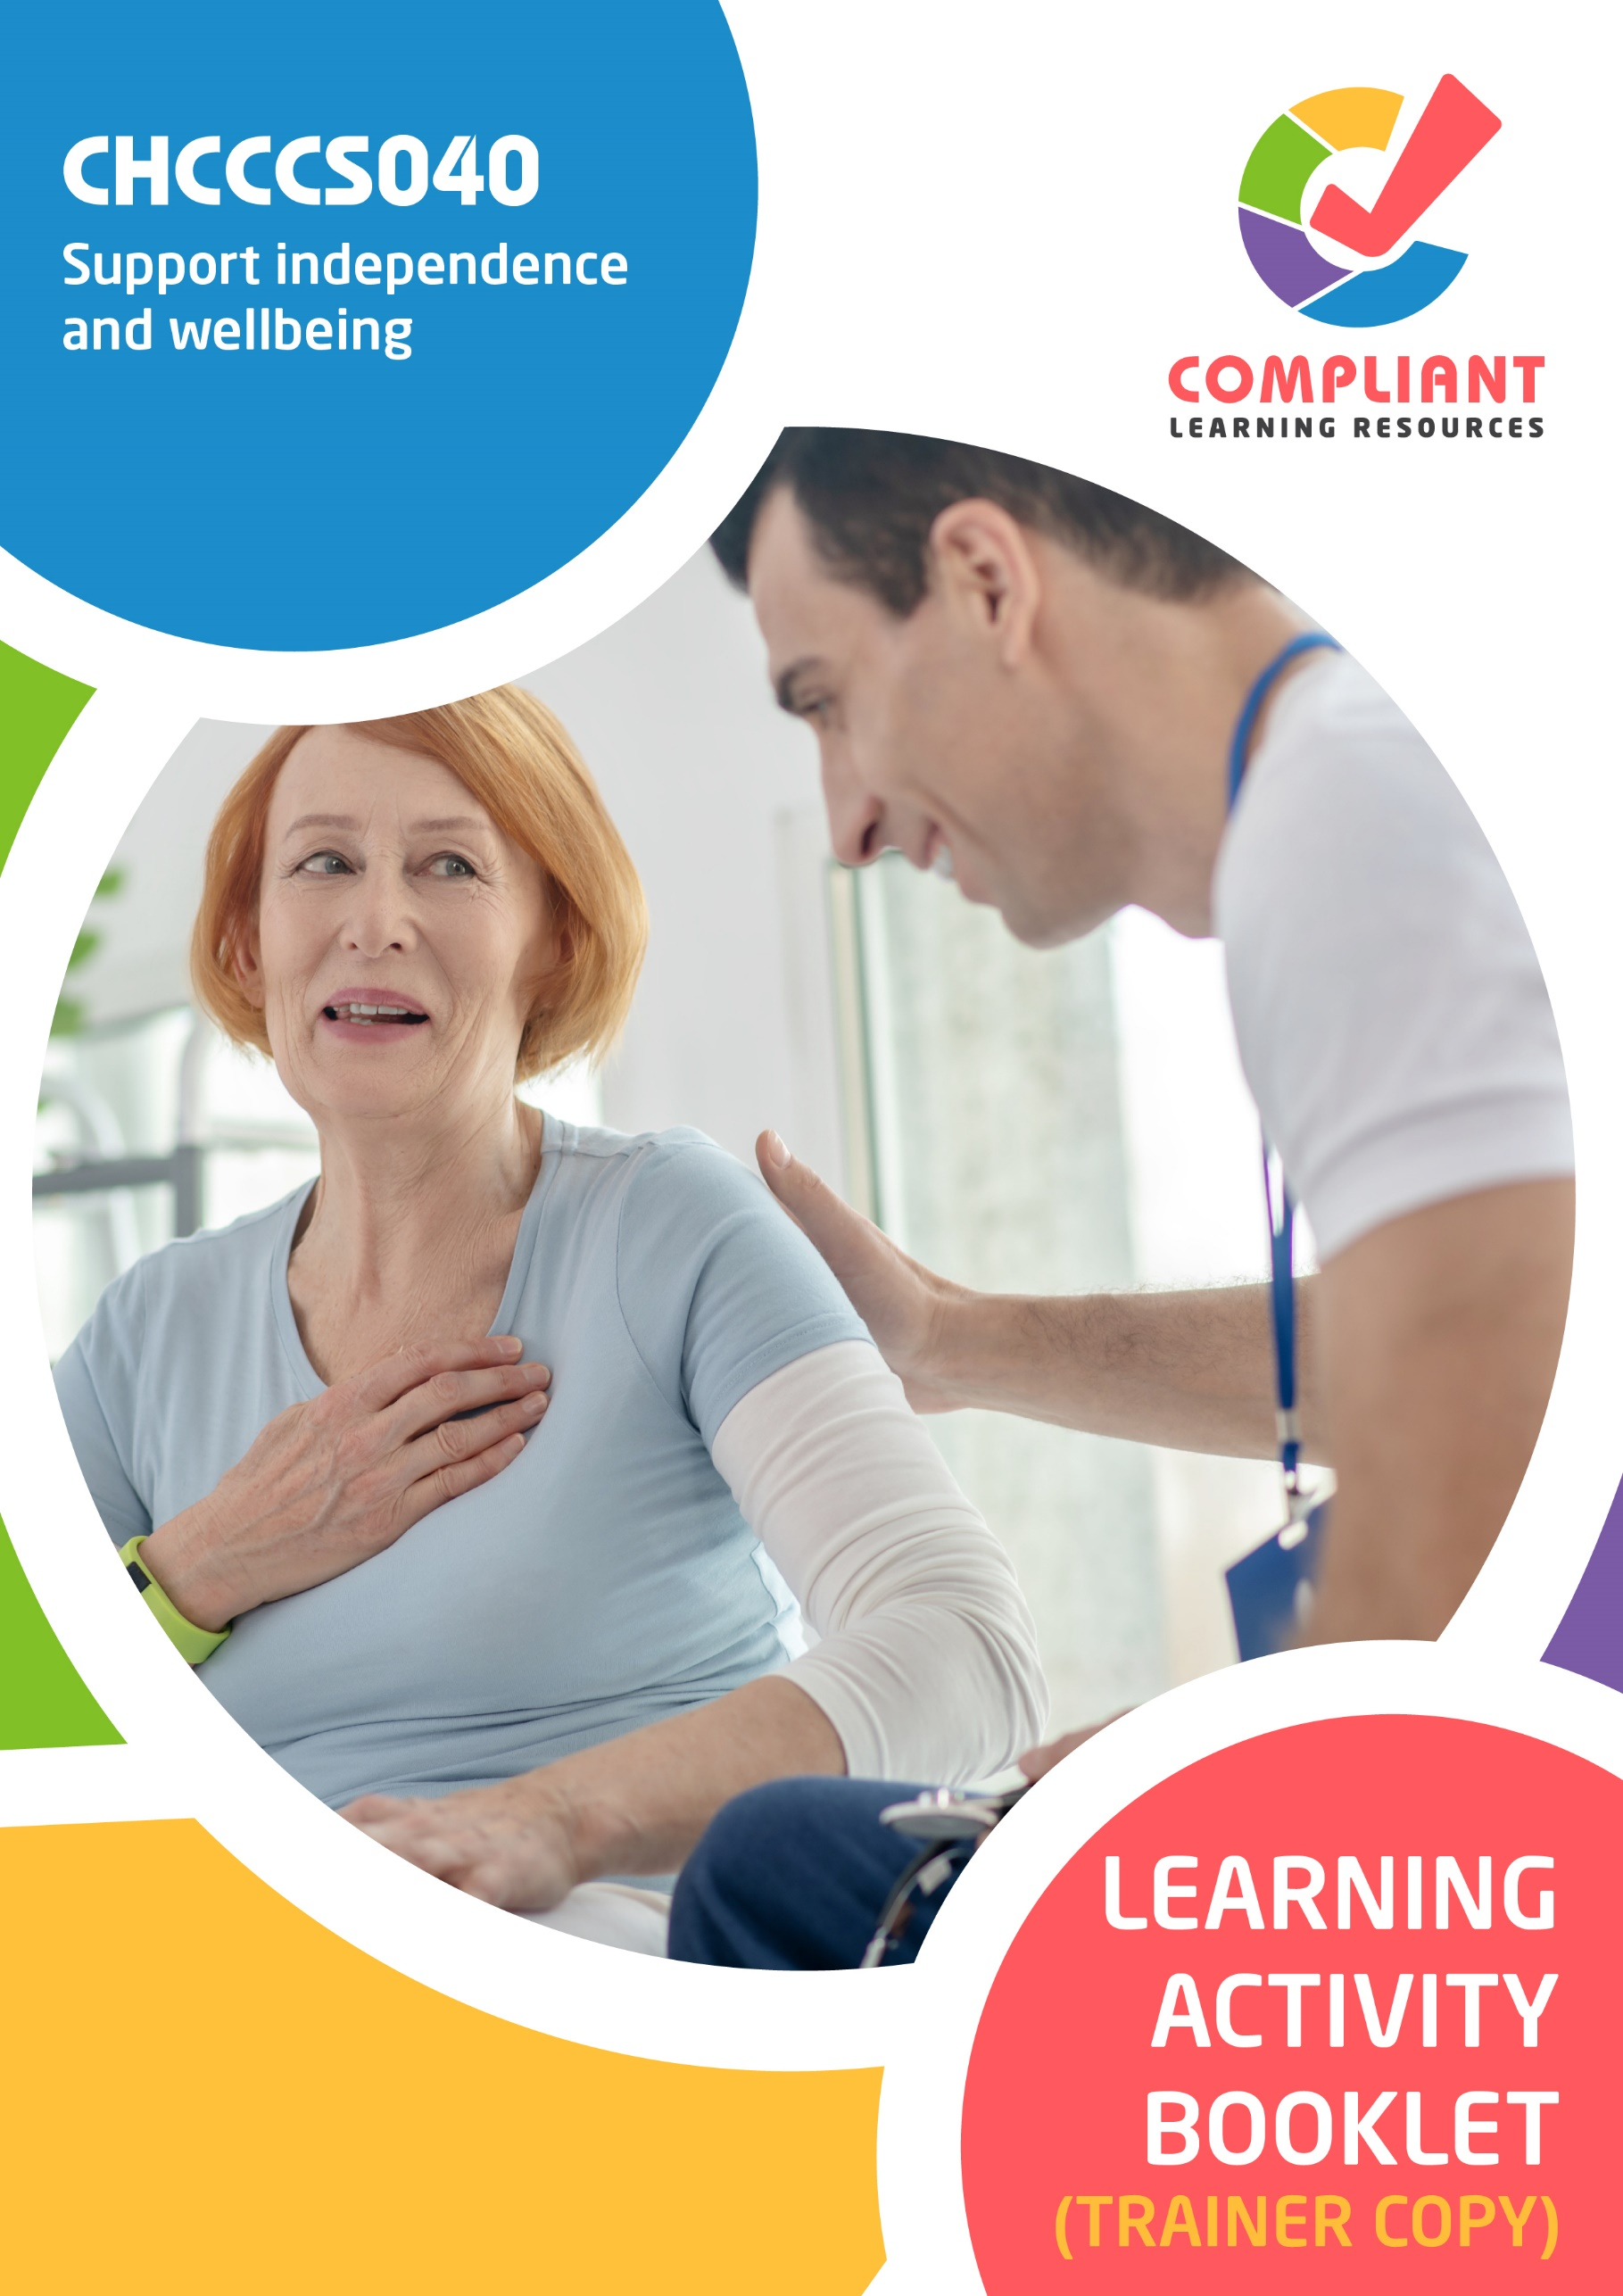 CHCCCS040
Support independence
and wellbeing
COMPLIANT
LEARNING RESOURCES
LEARNING
ACTIVITY
BOOKLET
(TRAINER COPY)